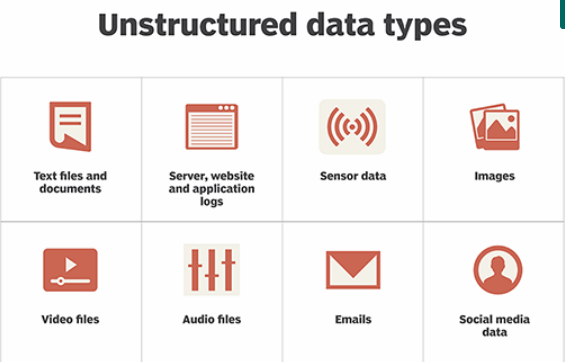 Unstructured data types
Text files and
documents
Server, website
and application
logs
Sensor data
Images
Video files
Audio files
Emails
Social media
data